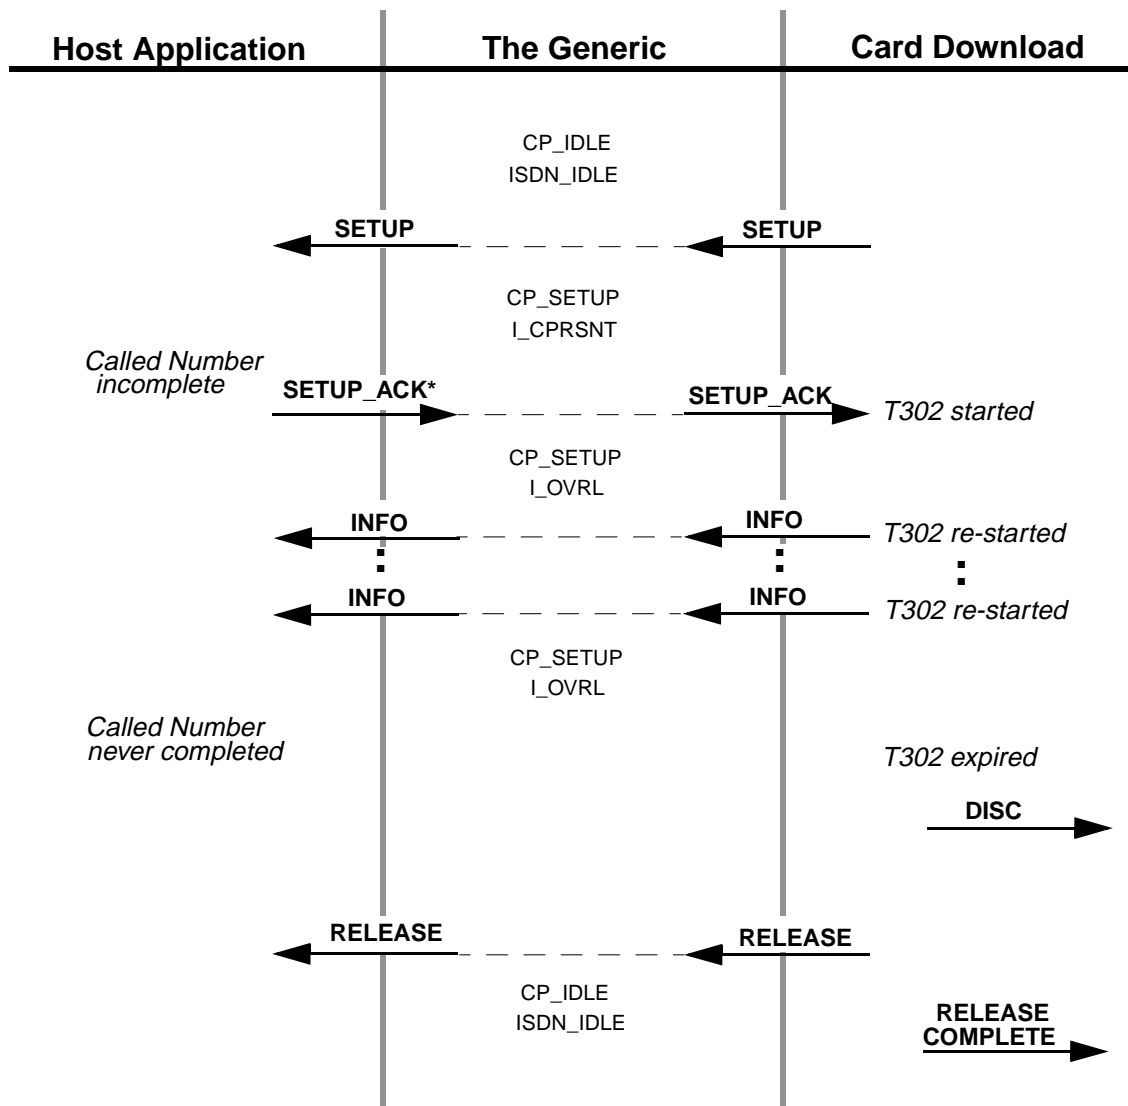 Host Application
The Generic
Card Download
CP_IDLE
ISDN_IDLE
SETUP
SETUP
CP_SETUP
I_CPRSNT
Called Number
incomplete
SETUP_ACK*
SETUP_ACK
T302 started
CP_SETUP
I_OVRL
INFO
INFO
T302 re-started
INFO
INFO
T302 re-started
CP_SETUP
I_OVRL
Called Number
never completed
T302 expired
DISC
RELEASE
RELEASE
CP_IDLE
ISDN_IDLE
RELEASE
COMPLETE